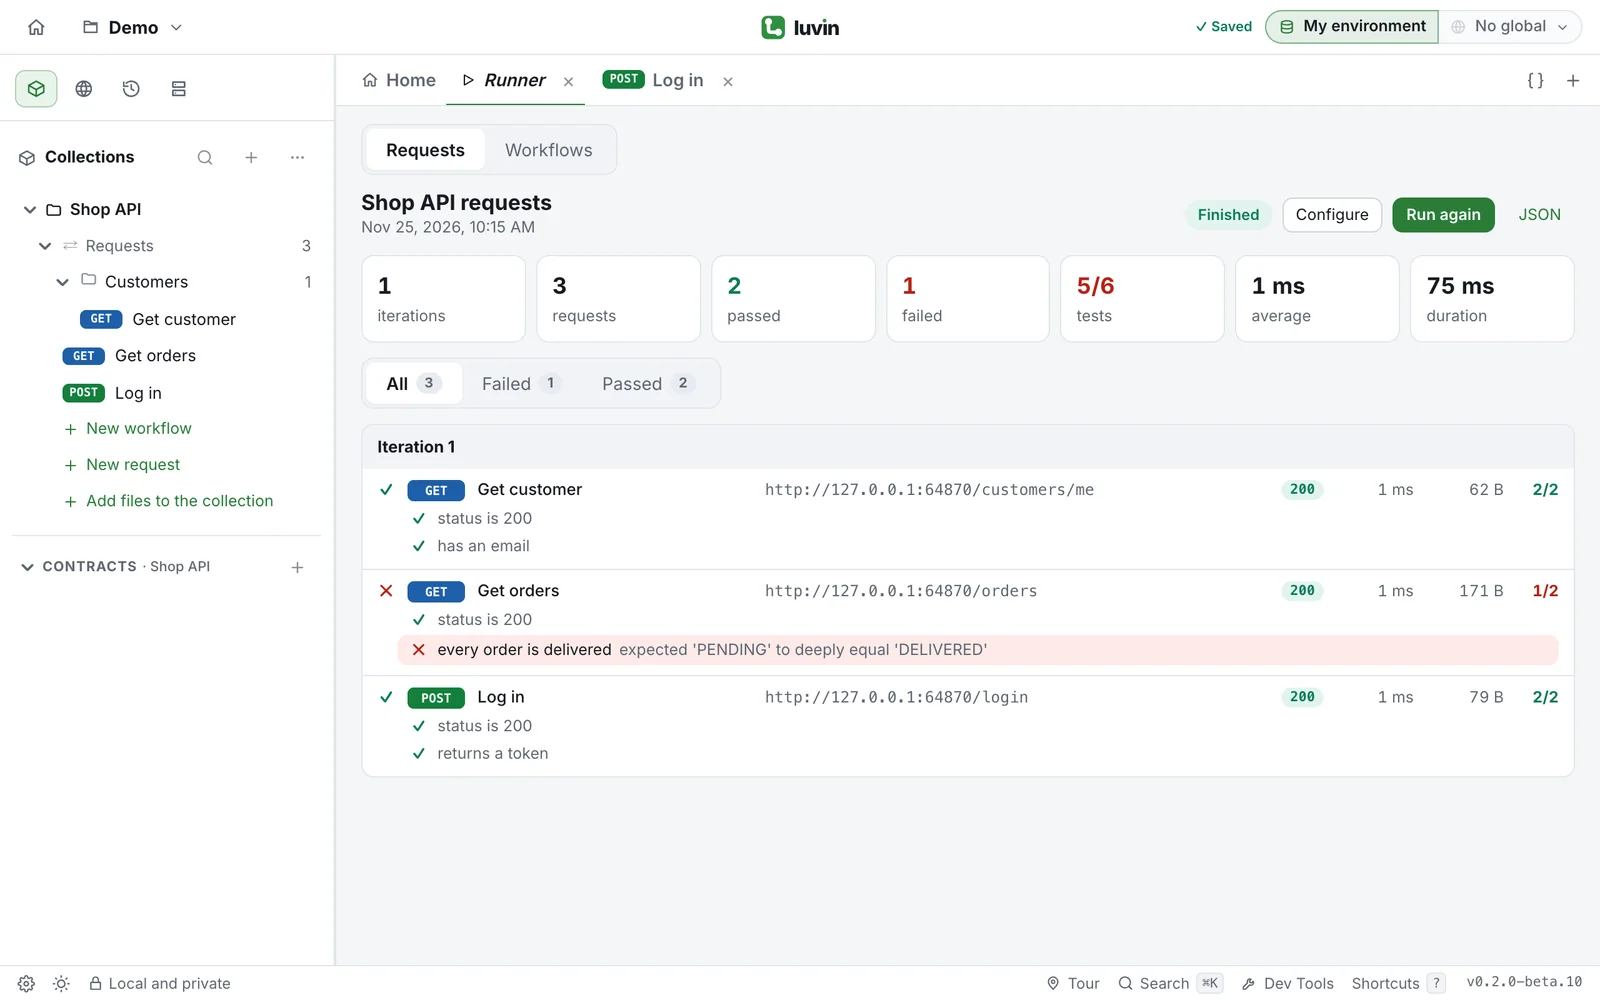 Demo
luvin
Saved
My environment
No global
Home
Runner
POST Log in
{ }
Collections
Shop API
Requests 3
Customers 1
GET Get customer
GET Get orders
POST Log in
+ New workflow
+ New request
+ Add files to the collection
CONTRACTS · Shop API
Requests
Workflows
Shop API requests
Nov 25, 2026, 10:15 AM
Finished
Configure
Run again
JSON
1
iterations
3
requests
2
passed
1
failed
5/6
tests
1 ms
average
75 ms
duration
All 3
Failed 1
Passed 2
Iteration 1
GET Get customer http://127.0.0.1:64870/customers/me 200 1 ms 62 B 2/2
status is 200
has an email
GET Get orders http://127.0.0.1:64870/orders 200 1 ms 171 B 1/2
status is 200
every order is delivered expected 'PENDING' to deeply equal 'DELIVERED'
POST Log in http://127.0.0.1:64870/login 200 1 ms 79 B 2/2
status is 200
returns a token
Local and private
Tour
Search ⌘K
Dev Tools
Shortcuts ?
v0.2.0-beta.10